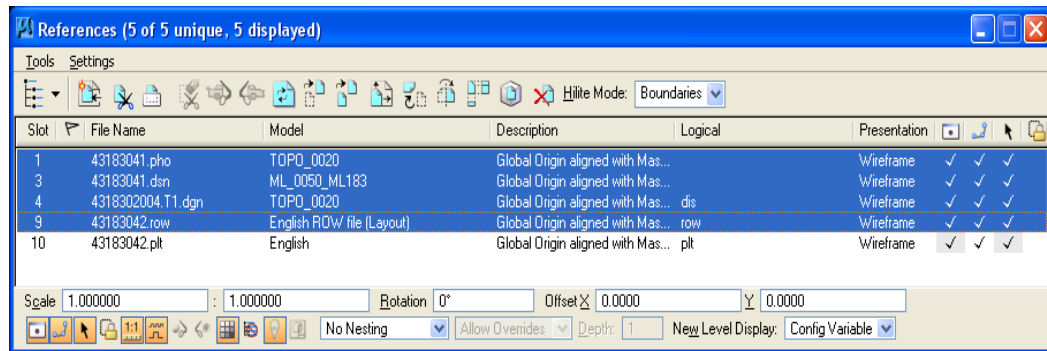 References (5 of 5 unique, 5 displayed)
Tools Settings
Hilite Mode: Boundaries
Slot File Name Model Description Logical Presentation
1 43183041.pho TOPO_0020 Global Origin aligned with Mas... Wireframe
3 43183041.dsn ML_0050_ML183 Global Origin aligned with Mas... Wireframe
4 4318302004.T1.dgn TOPO_0020 Global Origin aligned with Mas... dis Wireframe
9 43183042.row English ROW file (Layout) Global Origin aligned with Mas... row Wireframe
10 43183042.plt English Global Origin aligned with Mas... plt Wireframe
Scale 1.000000 : 1.000000 Rotation 0° Offset X 0.0000 Y 0.0000
1:1 No Nesting Allow Overrides Depth: 1 New Level Display: Config Variable